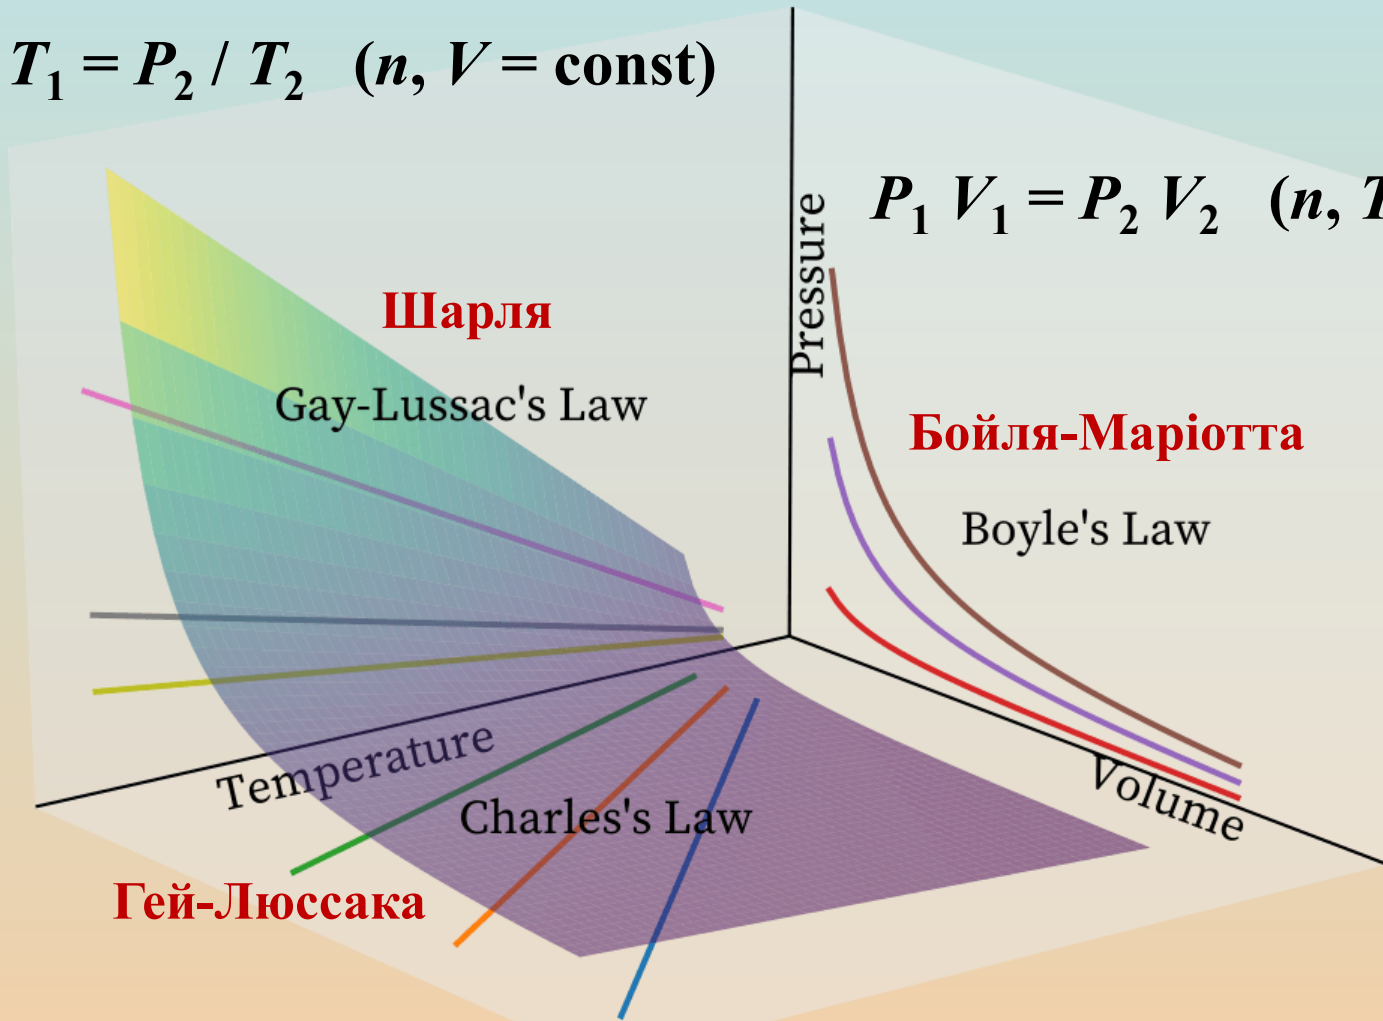 T₁ = P₂ / T₂ (n, V = const)
P₁ V₁ = P₂ V₂ (n, T
Pressure
Шарля
Gay-Lussac's Law
Бойля-Маріотта
Boyle's Law
Temperature
Volume
Charles's Law
Гей-Люссака